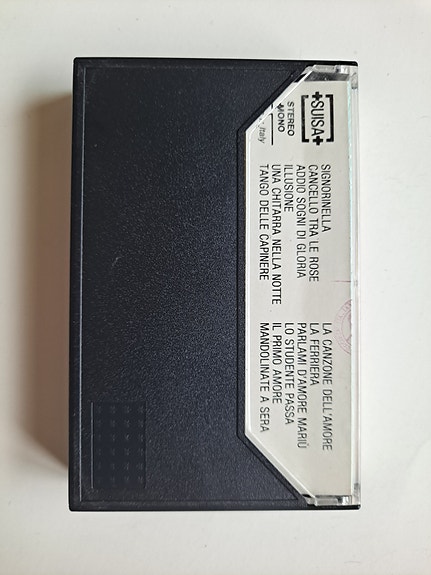 +SUISA+
STEREO
MONO
Italy
SIGNORINELLA
CANCELLO TRA LE ROSE
ADDIO SOGNI DI GLORIA
ILLUSIONE
UNA CHITARRA NELLA NOTTE
TANGO DELLE CAPINERE
LA CANZONE DELL'AMORE
LA FERRIERA
PARLAMI D'AMORE MARIÙ
LO STUDENTE PASSA
IL PRIMO AMORE
MANDOLINATE A SERA